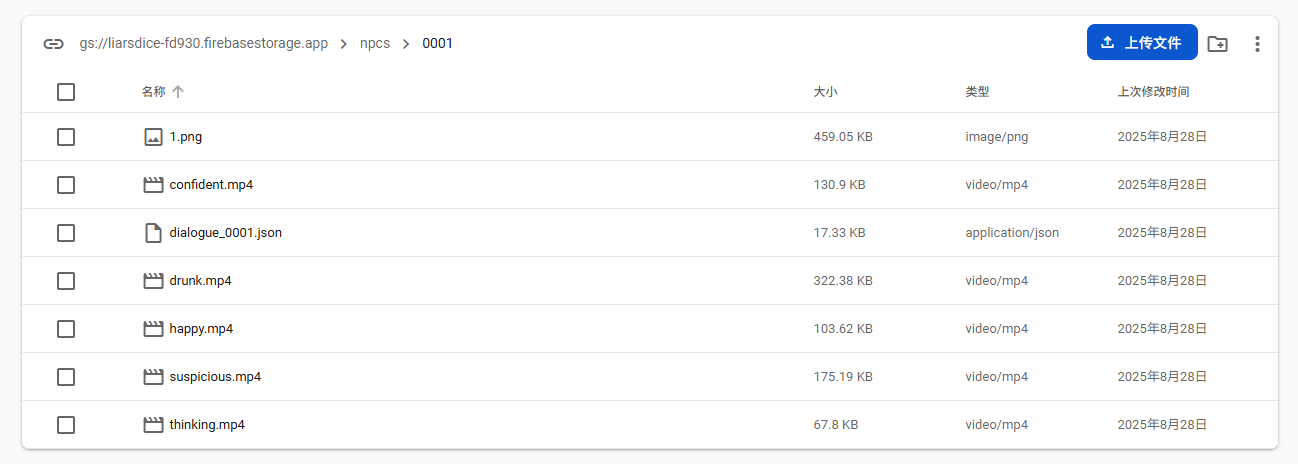 gs://liarsdice-fd930.firebasestorage.app > npcs > 0001 上传文件
名称 大小 类型 上次修改时间
1.png 459.05 KB image/png 2025年8月28日
confident.mp4 130.9 KB video/mp4 2025年8月28日
dialogue_0001.json 17.33 KB application/json 2025年8月28日
drunk.mp4 322.38 KB video/mp4 2025年8月28日
happy.mp4 103.62 KB video/mp4 2025年8月28日
suspicious.mp4 175.19 KB video/mp4 2025年8月28日
thinking.mp4 67.8 KB video/mp4 2025年8月28日